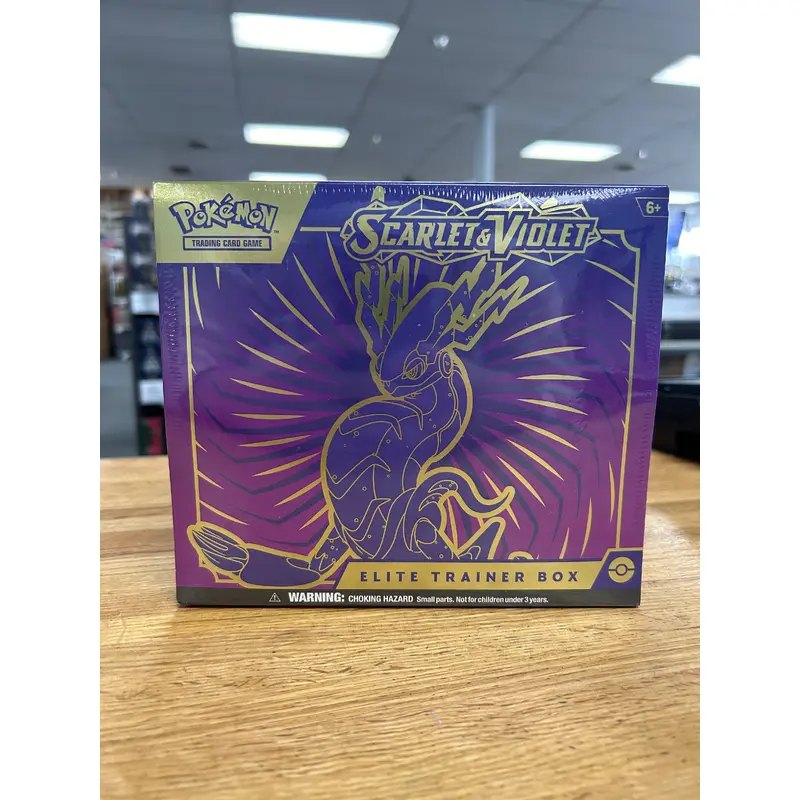 POKéMON™
TRADING CARD GAME
SCARLET & VIOLET
6+
ELITE TRAINER BOX
⚠ WARNING: CHOKING HAZARD Small parts. Not for children under 3 years.